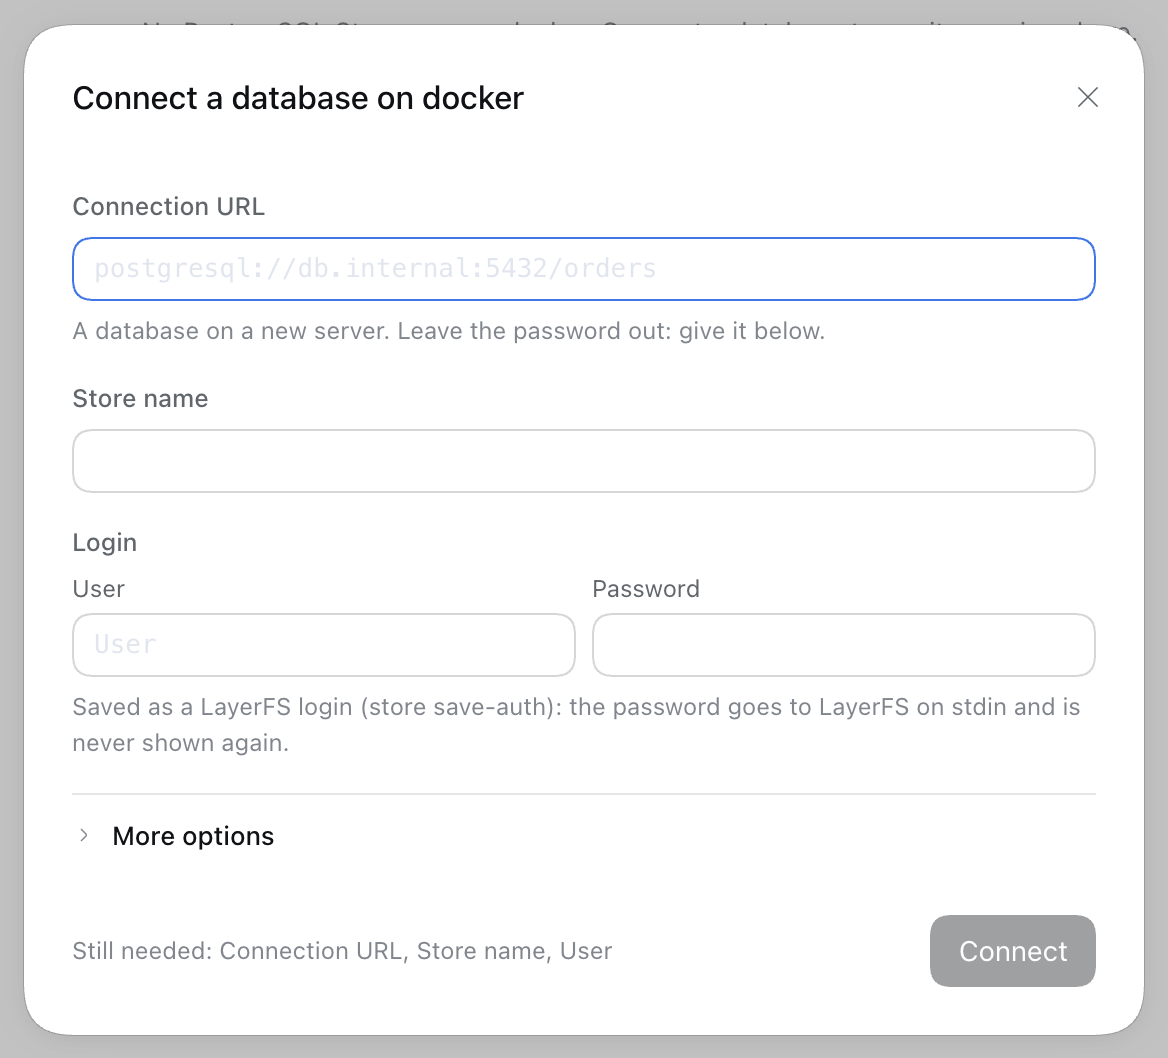 Connect a database on docker
Connection URL
postgresql://db.internal:5432/orders
A database on a new server. Leave the password out: give it below.
Store name
Login
User
Password
User
Saved as a LayerFS login (store save-auth): the password goes to LayerFS on stdin and is
never shown again.
More options
Still needed: Connection URL, Store name, User
Connect